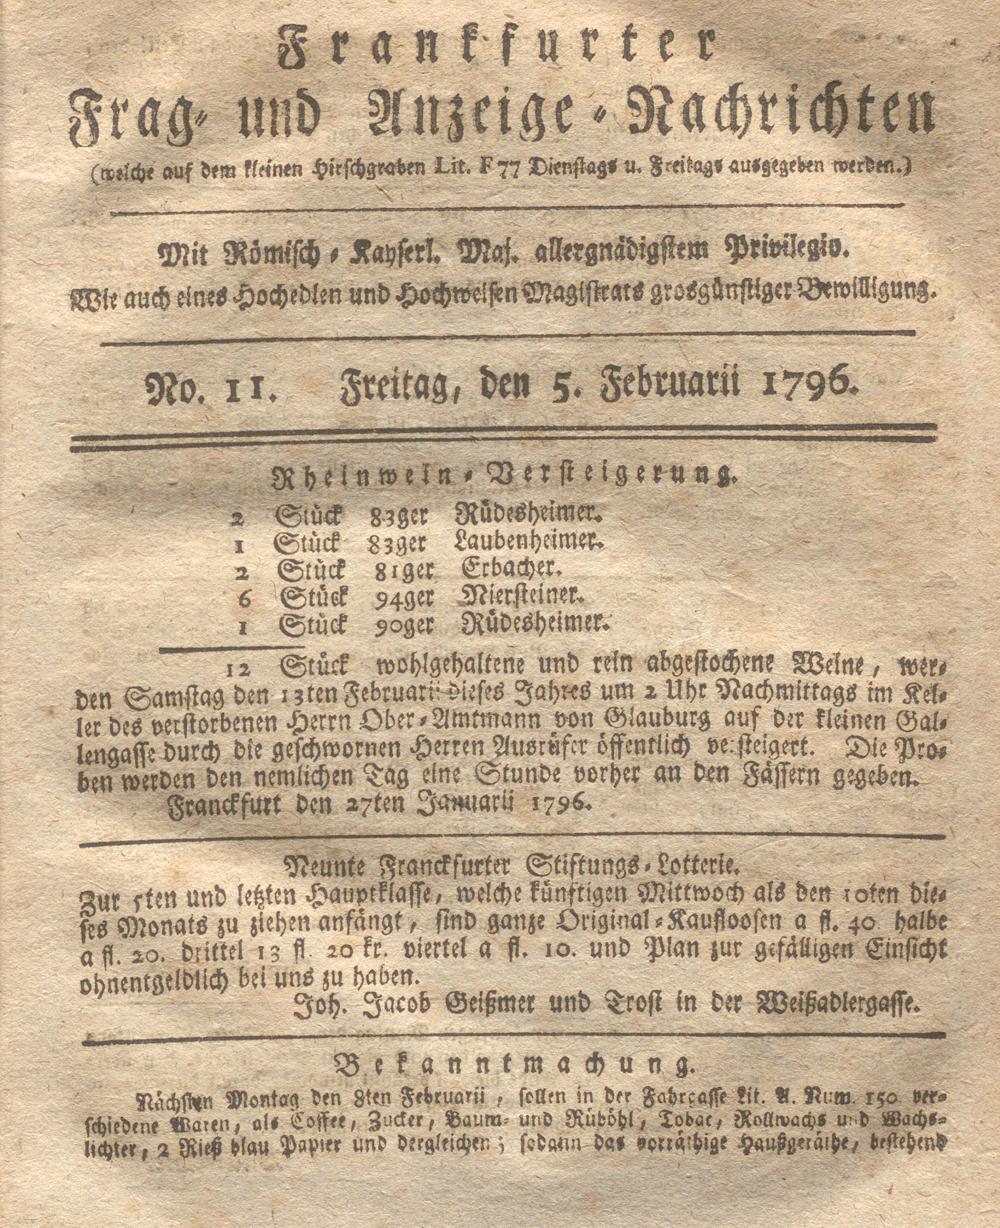 Frankfurter
Frag- und Anzeige-Nachrichten
(welche auf dem kleinen Hirschgraben Lit. F 77 Dienstags u. Freitags ausgegeben werden.)
Mit Römisch-Kayserl. Maj. allergnädigstem Privilegio.
Wie auch eines Hochedlen und Hochweisen Magistrats grosgünstiger Bewilligung.
No. 11. Freitag, den 5. Februarii 1796.
Rheinwein-Versteigerung.
2 Stück 83ger Rüdesheimer.
1 Stück 83ger Laubenheimer.
2 Stück 81ger Erbacher.
6 Stück 94ger Niersteiner.
1 Stück 90ger Rüdesheimer.
12 Stück wohlgehaltene und rein abgestochene Weine, wer-
den Samstag den 13ten Februarii dieses Jahres um 2 Uhr Nachmittags im Kel-
ler des verstorbenen Herrn Ober-Amtmann von Glauburg auf der kleinen Gal-
lengasse durch die geschwornen Herren Ausrüfer öffentlich versteigert. Die Pro-
ben werden den nemlichen Tag eine Stunde vorher an den Fässern gegeben.
Franckfurt den 27ten Januarii 1796.
Neunte Franckfurter Stiftungs-Lotterie.
Zur 5ten und letzten Hauptklasse, welche künftigen Mittwoch als den 10ten die-
ses Monats zu ziehen anfängt, sind ganze Original-Kaufloosen a fl. 40 halbe
a fl. 20. drittel 13 fl. 20 kr. viertel a fl. 10. und Plan zur gefälligen Einsicht
ohnentgeldlich bei uns zu haben.
Joh. Jacob Geißmer und Trost in der Weißadlergasse.
Bekanntmachung.
Nächsten Montag den 8ten Februarii, sollen in der Fahrgasse Lit. A. Num. 150 ver-
schiedene Waren, als Coffee, Zucker, Baum- und Rüböhl, Tobac, Rollwachs und Wachs-
lichter, 2 Rieß blau Papier und dergleichen; sodann das vorräthige Haußgeräthe, bestehend